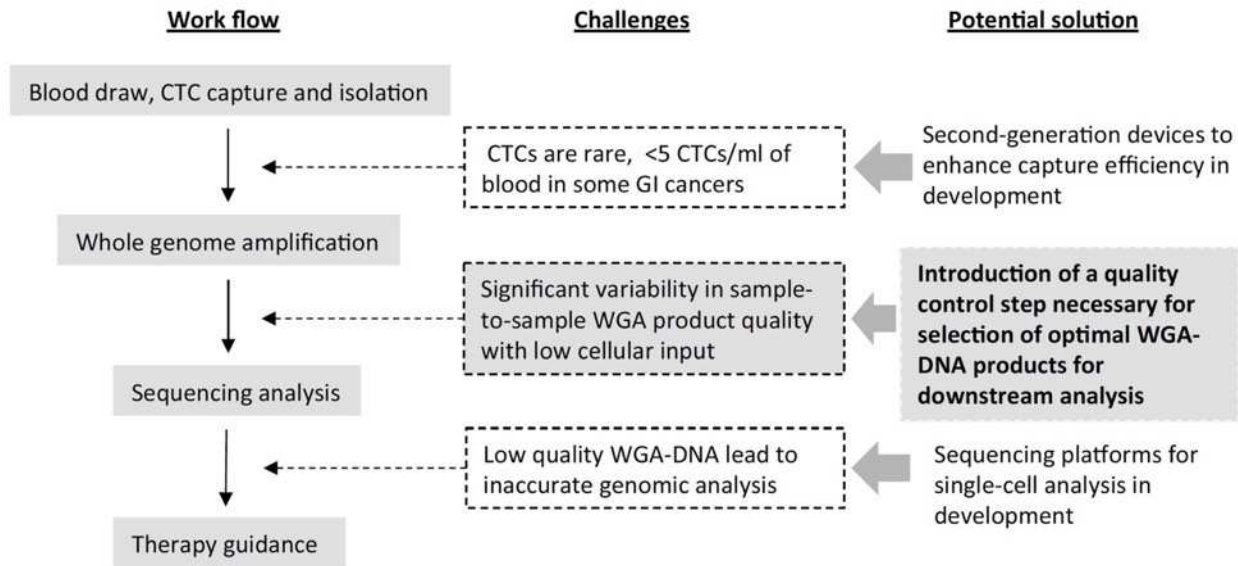 Work flow
Challenges
Potential solution
Blood draw, CTC capture and isolation
CTCs are rare, <5 CTCs/ml of
blood in some GI cancers
Second-generation devices to
enhance capture efficiency in
development
Whole genome amplification
Significant variability in sample-
to-sample WGA product quality
with low cellular input
Introduction of a quality
control step necessary for
selection of optimal WGA-
DNA products for
downstream analysis
Sequencing analysis
Low quality WGA-DNA lead to
inaccurate genomic analysis
Sequencing platforms for
single-cell analysis in
development
Therapy guidance